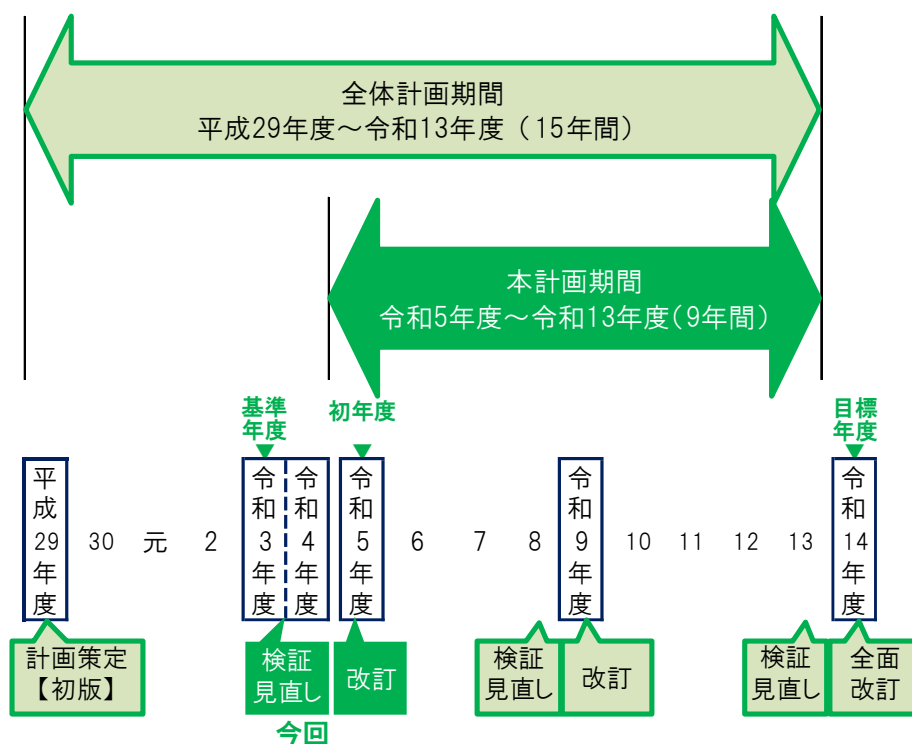 全体計画期間
平成29年度～令和13年度（15年間）
本計画期間
令和5年度～令和13年度(9年間)
基準
年度
初年度
目標
年度
平成29年度
30
元
2
令和3年度
令和4年度
令和5年度
6
7
8
令和9年度
10
11
12
13
令和14年度
計画策定
【初版】
検証
見直し
改訂
検証
見直し
改訂
検証
見直し
全面
改訂
今回